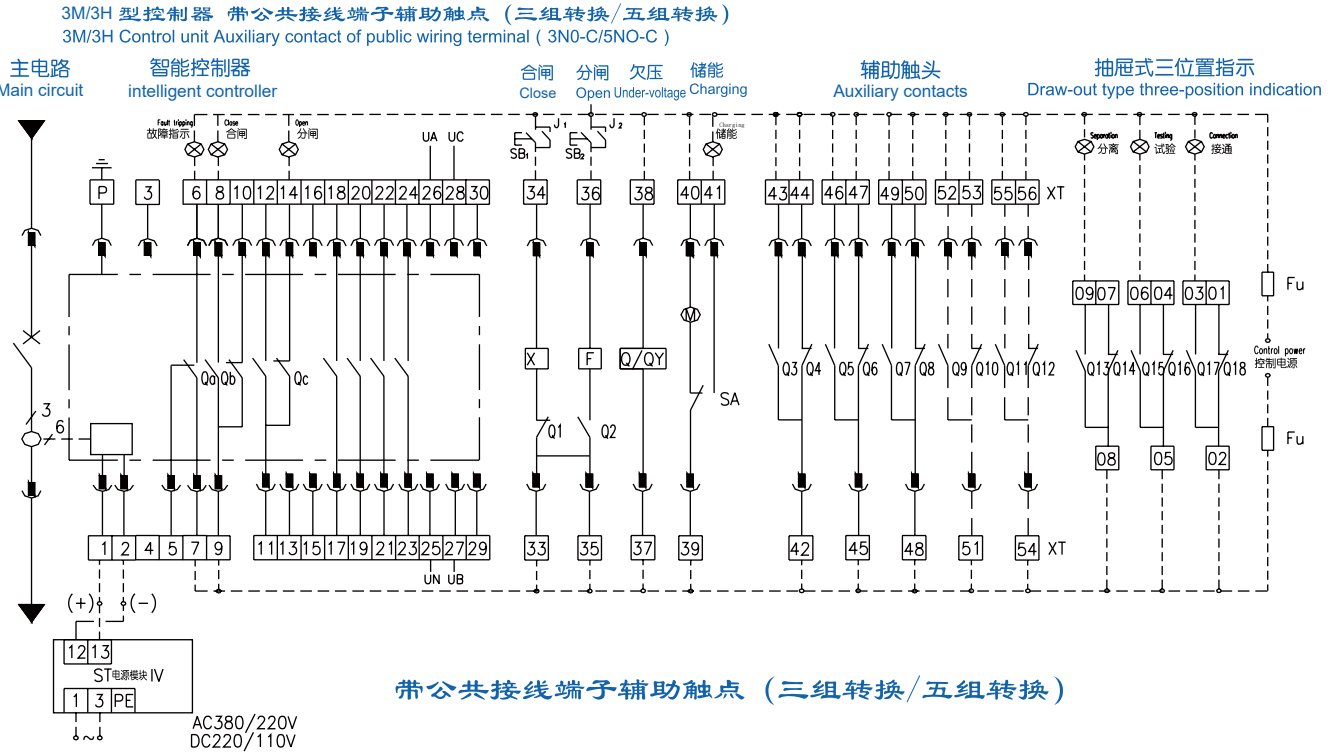 3M/3H 型控制器 带公共接线端子辅助触点（三组转换/五组转换）
3M/3H Control unit Auxiliary contact of public wiring terminal ( 3N0-C/5NO-C )
主电路 智能控制器 合闸 分闸 欠压 储能 辅助触头 抽屉式三位置指示
Main circuit intelligent controller Close Open Under-voltage Charging Auxiliary contacts Draw-out type three-position indication
Fault tripping Close Open J1 J2 Charging Separation Testing Connection
故障指示 合闸 分闸 UA UC SB1 SB2 储能 分离 试验 接通
P 3 6 8 10 12 14 16 18 20 22 24 26 28 30 34 36 38 40 41 43 44 46 47 49 50 52 53 55 56 XT
Fu
09 07 06 04 03 01
M
Control power
控制电源
X F Q/QY Q3 Q4 Q5 Q6 Q7 Q8 Q9 Q10 Q11 Q12 Q13 Q14 Q15 Q16 Q17 Q18
Qa Qb Qc
SA
3
6 Q1 Q2 Fu
08 05 02
1 2 4 5 7 9 11 13 15 17 19 21 23 25 27 29 33 35 37 39 42 45 48 51 54 XT
UN UB
(+) (-)
12 13
ST电源模块 IV
1 3 PE
~
AC380/220V
DC220/110V
带公共接线端子辅助触点（三组转换/五组转换）